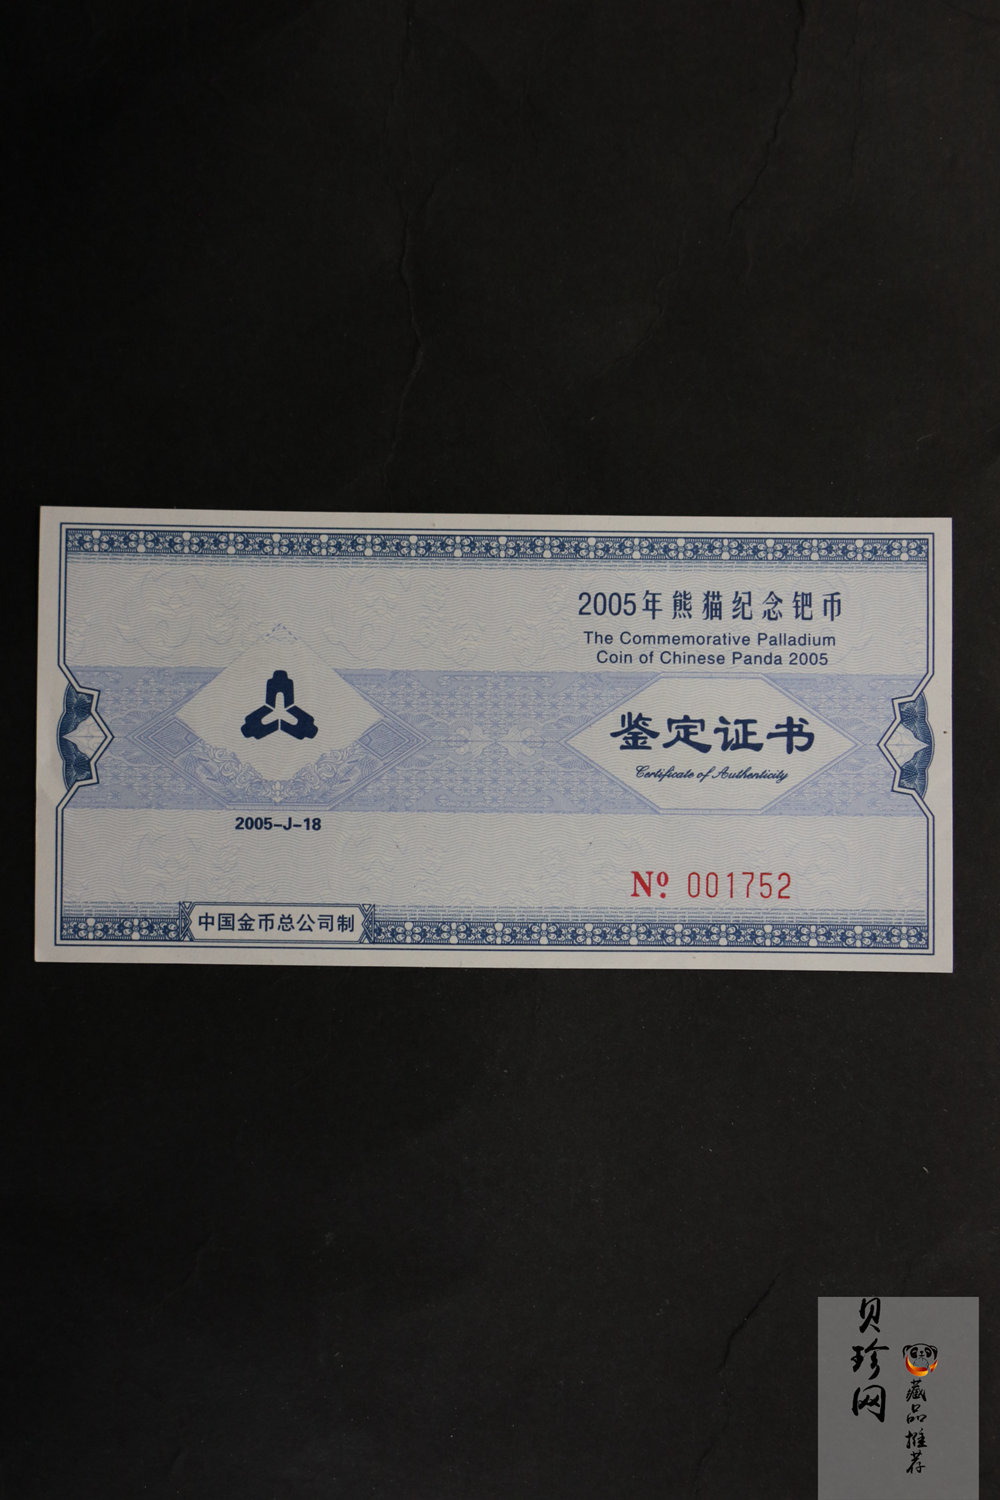 2005年熊猫纪念钯币
The Commemorative Palladium
Coin of Chinese Panda 2005
鉴定证书
Certificate of Authenticity
2005-J-18
Nº 001752
中国金币总公司制
贝珍网
藏品推荐